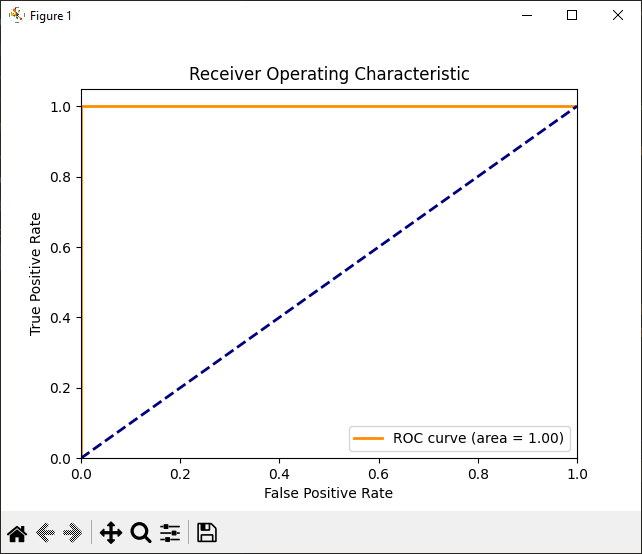 Figure 1
Receiver Operating Characteristic
1.0
0.8
0.6
0.4
0.2
0.0
True Positive Rate
ROC curve (area = 1.00)
0.0 0.2 0.4 0.6 0.8 1.0
False Positive Rate